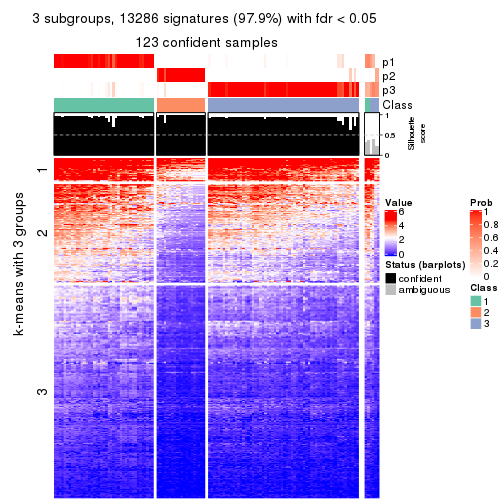 3 subgroups, 13286 signatures (97.9%) with fdr < 0.05
123 confident samples
p1
p2
p3
Class
1
0.5
0
Silhouette
score
k-means with 3 groups
1
2
3
Value
6
4
2
0
Status (barplots)
confident
ambiguous
Prob
1
0.8
0.6
0.4
0.2
0
Class
1
2
3